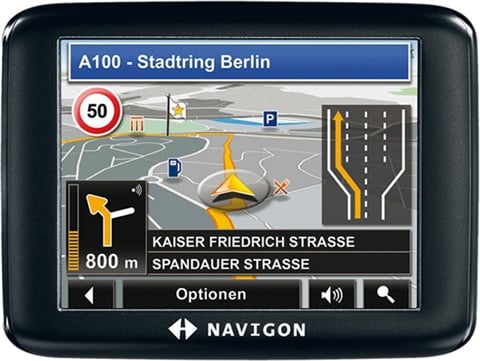 A100 - Stadtring Berlin
50
P
KAISER FRIEDRICH STRASSE
800 m
SPANDAUER STRASSE
Optionen
NAVIGON